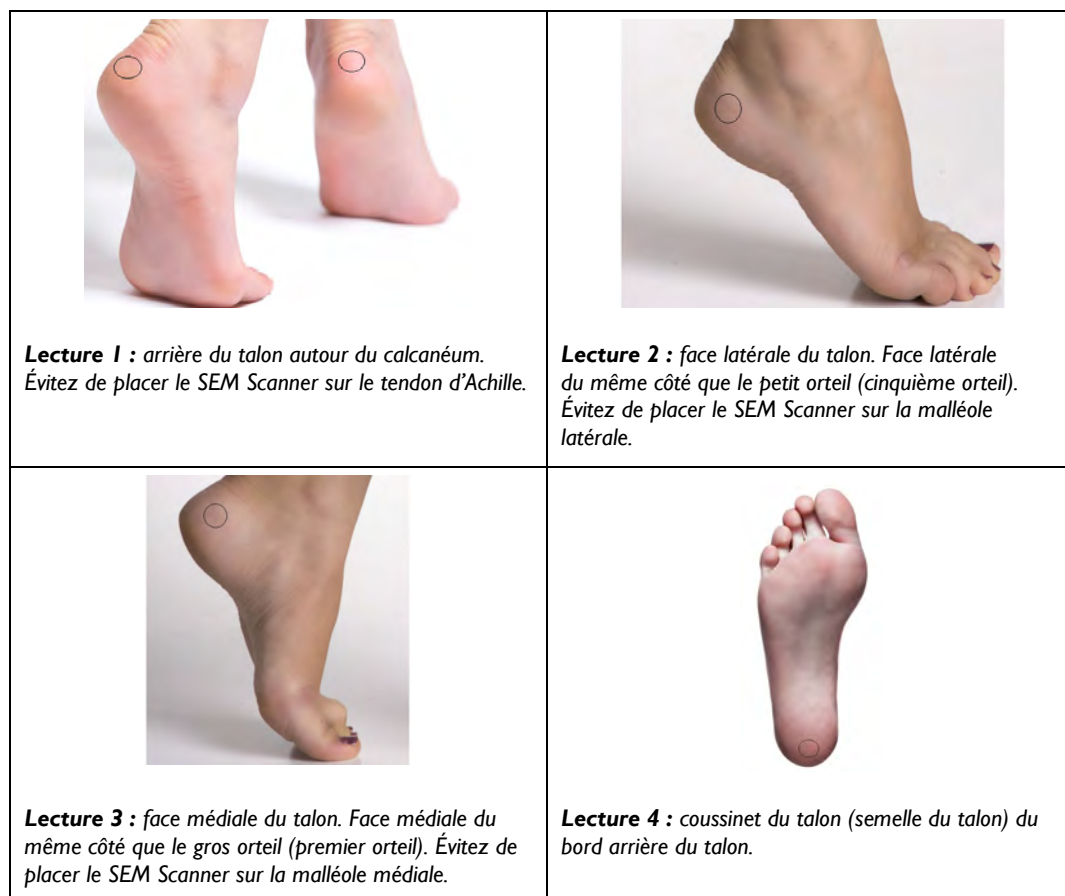 Lecture 1 : arrière du talon autour du calcanéum.
Évitez de placer le SEM Scanner sur le tendon d’Achille.
Lecture 2 : face latérale du talon. Face latérale
du même côté que le petit orteil (cinquième orteil).
Évitez de placer le SEM Scanner sur la malléole
latérale.
Lecture 3 : face médiale du talon. Face médiale du
même côté que le gros orteil (premier orteil). Évitez de
placer le SEM Scanner sur la malléole médiale.
Lecture 4 : coussinet du talon (semelle du talon) du
bord arrière du talon.